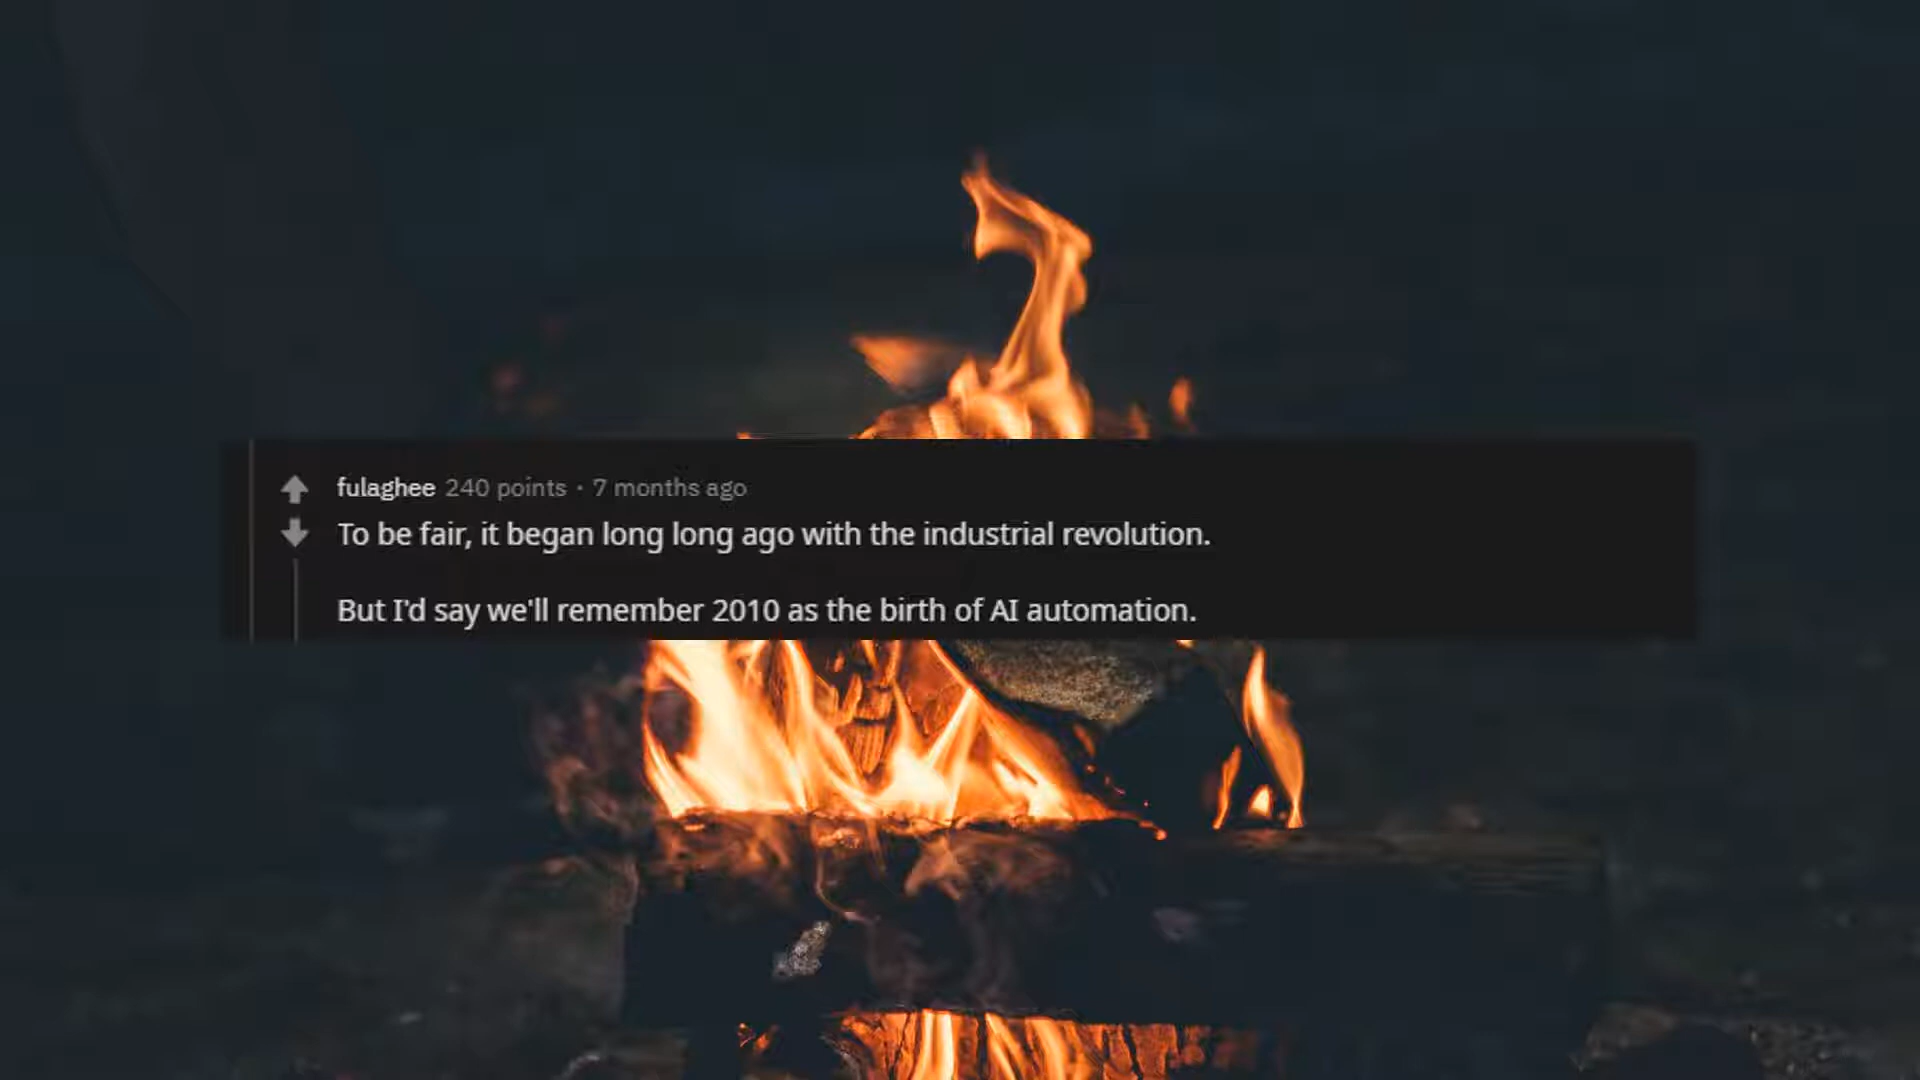 fulaghee 240 points · 7 months ago
To be fair, it began long long ago with the industrial revolution.
But I'd say we'll remember 2010 as the birth of AI automation.